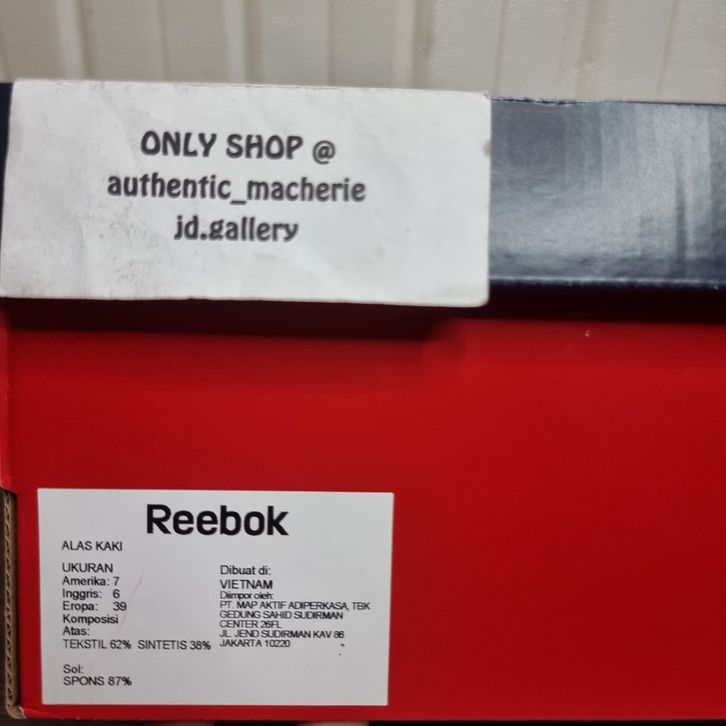 ONLY SHOP @
authentic_macherie
jd.gallery
Reebok
ALAS KAKI
UKURAN
Amerika: 7
Inggris: 6
Eropa: 39
Komposisi
Atas:
TEKSTIL 62% SINTETIS 38%
Sol:
SPONS 87%
Dibuat di:
VIETNAM
Diimpor oleh:
PT. MAP AKTIF ADIPERKASA, TBK
GEDUNG SAHID SUDIRMAN
CENTER 26FL
JL. JEND SUDIRMAN KAV 86
JAKARTA 10220